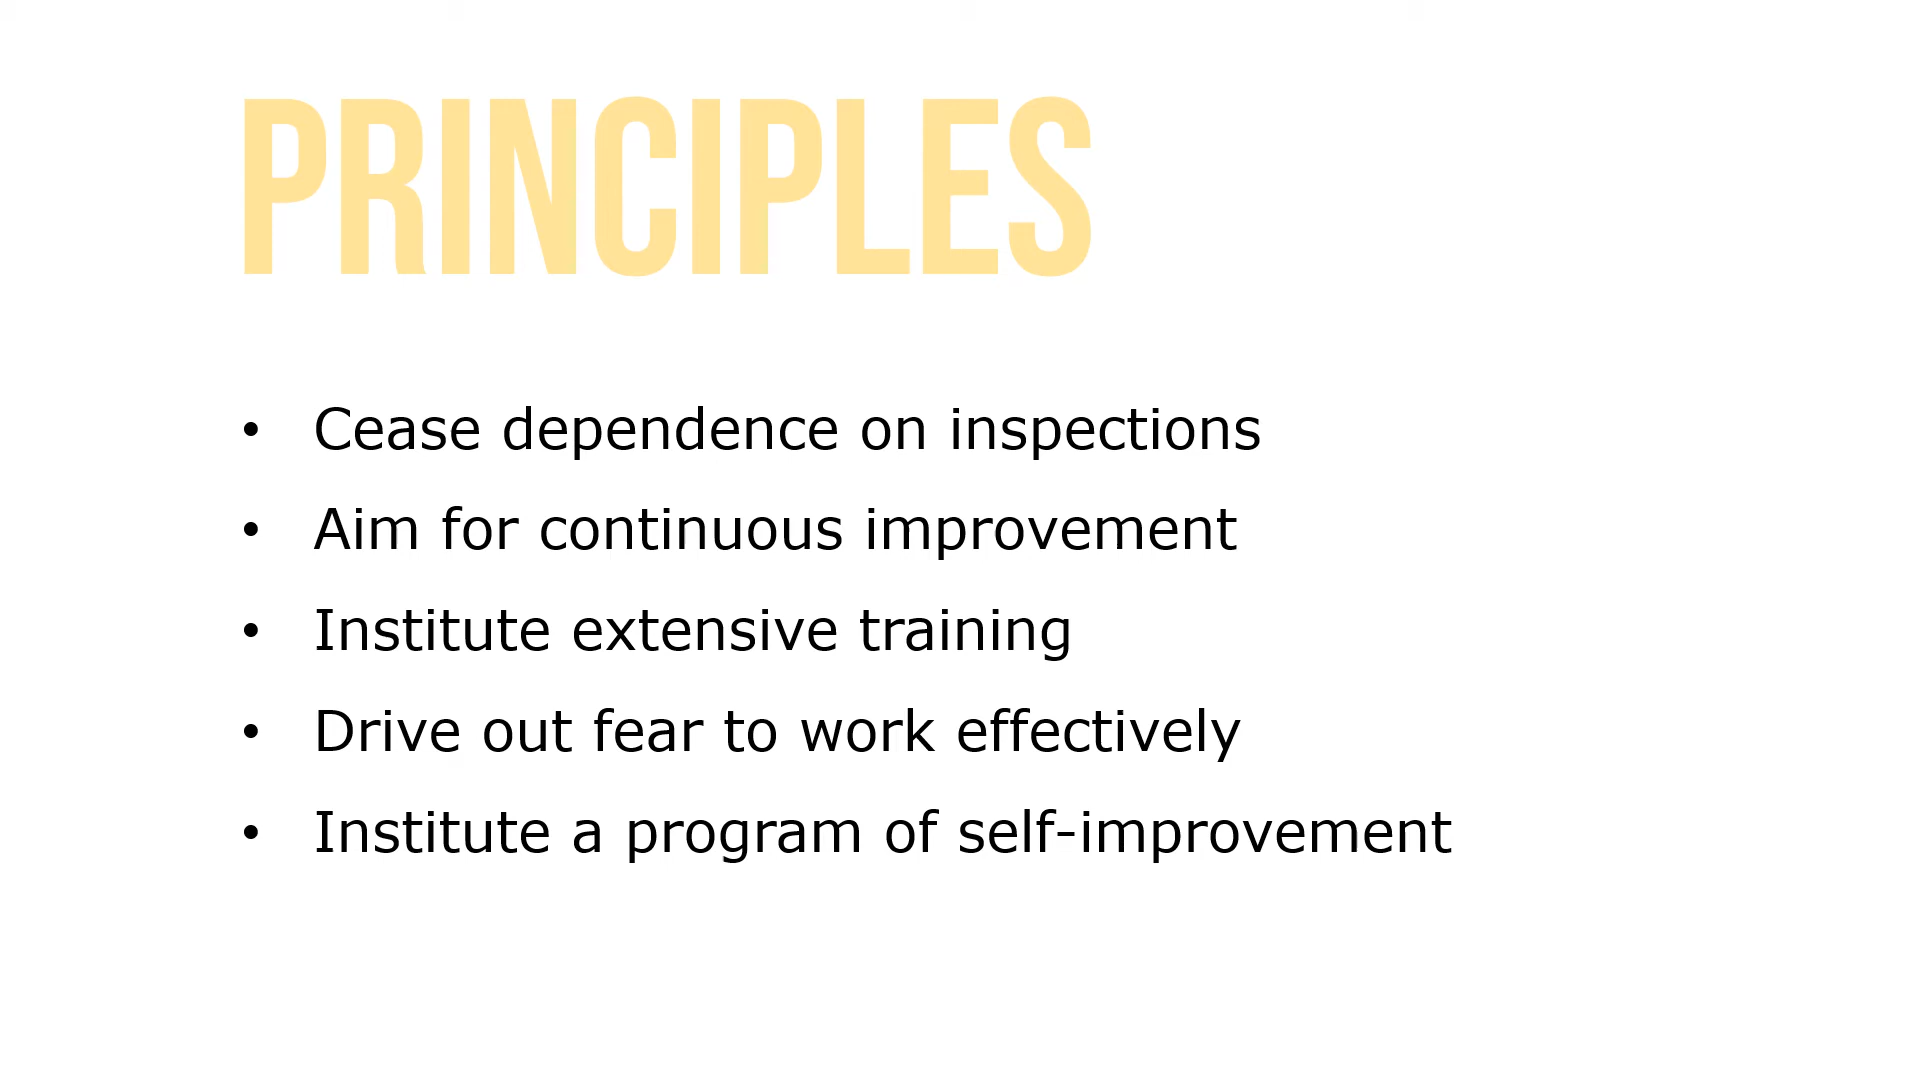 PRINCIPLES
• Cease dependence on inspections
• Aim for continuous improvement
• Institute extensive training
• Drive out fear to work effectively
• Institute a program of self-improvement